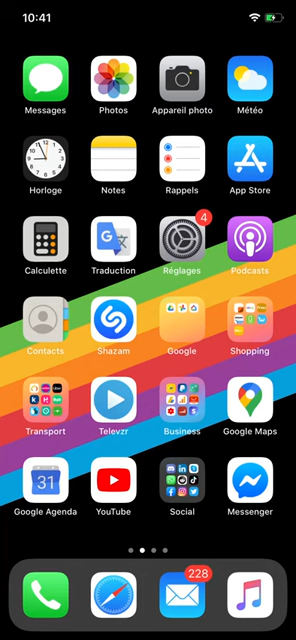 10:41
Messages Photos Appareil photo Météo
Horloge Notes Rappels App Store
4
Calculette Traduction Réglages Podcasts
Contacts Shazam Google Shopping
Transport Televzr Business Google Maps
31
Google Agenda YouTube Social Messenger
228